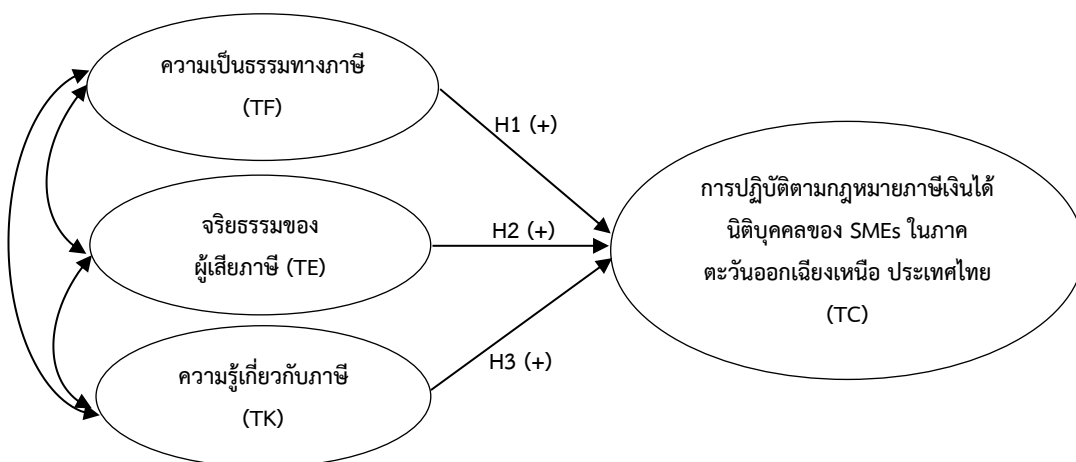 ความเป็นธรรมทางภาษี
(TF)
H1 (+)
จริยธรรมของ
ผู้เสียภาษี (TE)
H2 (+)
ความรู้เกี่ยวกับภาษี
(TK)
H3 (+)
การปฏิบัติตามกฎหมายภาษีเงินได้
นิติบุคคลของ SMEs ในภาค
ตะวันออกเฉียงเหนือ ประเทศไทย
(TC)